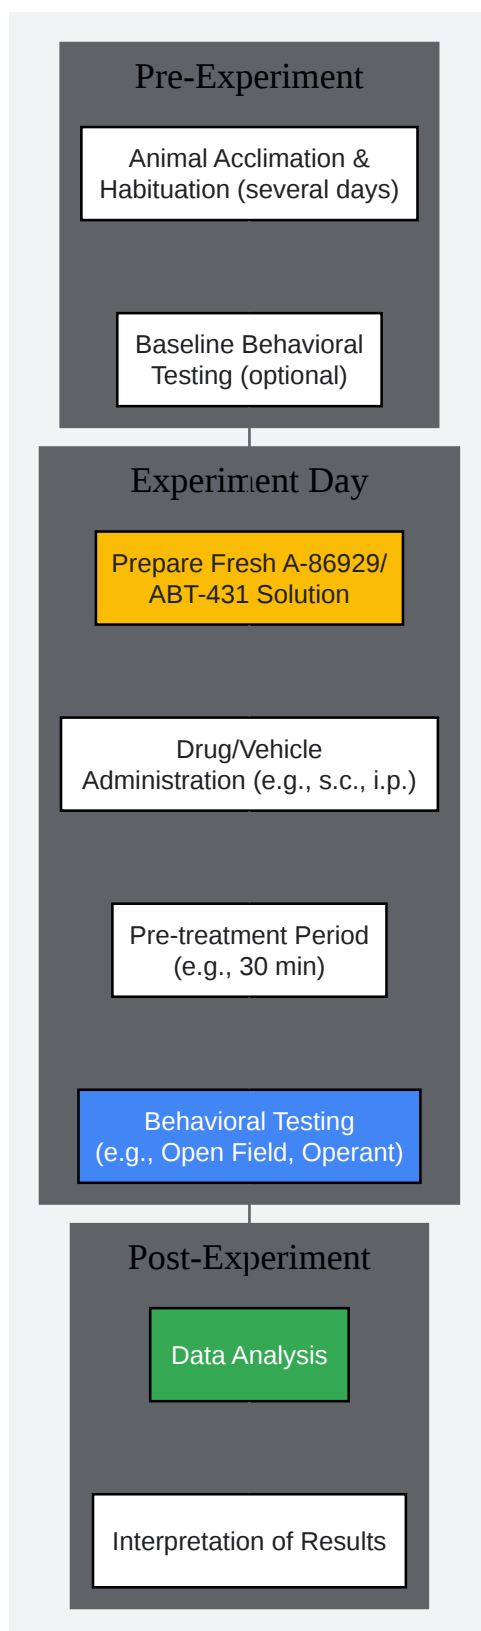 Pre-Experiment
Animal Acclimation &
Habituation (several days)
Baseline Behavioral
Testing (optional)
Experiment Day
Prepare Fresh A-86929/
ABT-431 Solution
Drug/Vehicle
Administration (e.g., s.c., i.p.)
Pre-treatment Period
(e.g., 30 min)
Behavioral Testing
(e.g., Open Field, Operant)
Post-Experiment
Data Analysis
Interpretation of Results